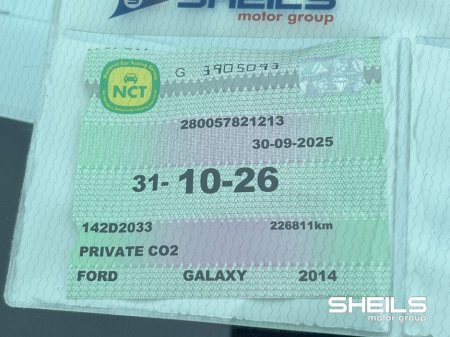 SHEILS
motor group
NCT
G 3905093
280057821213
30-09-2025
31- 10-26
142D2033 226811km
PRIVATE CO2
FORD GALAXY 2014
SHEILS
motor group